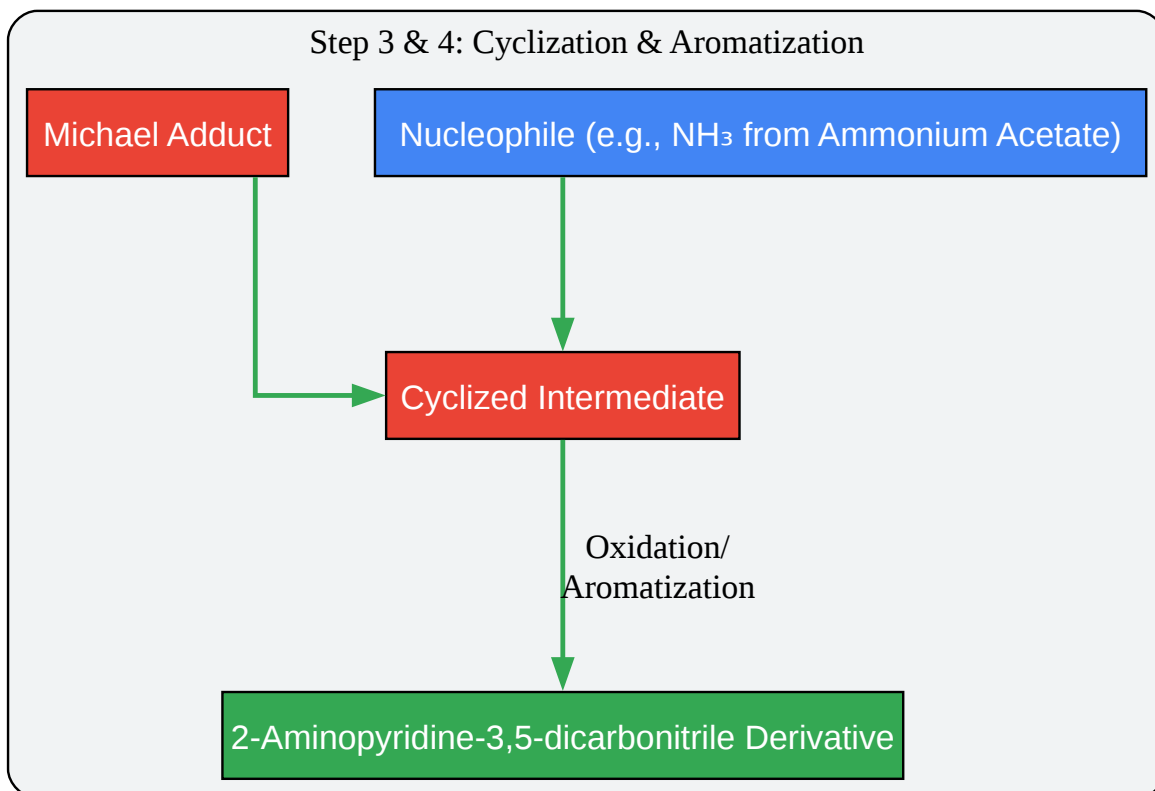 Step 3 & 4: Cyclization & Aromatization
Michael Adduct
Nucleophile (e.g., NH₃ from Ammonium Acetate)
Cyclized Intermediate
Oxidation/
Aromatization
2-Aminopyridine-3,5-dicarbonitrile Derivative